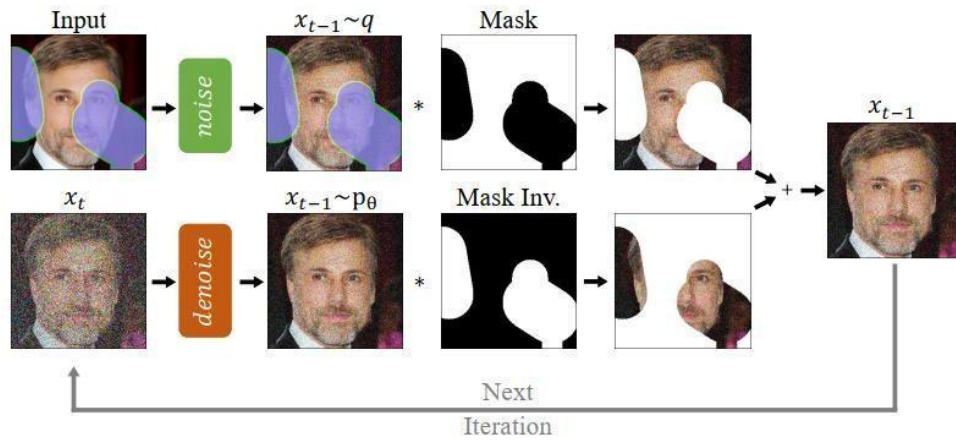 Input
x_{t-1}~q
Mask
noise
*
x_{t-1}
+
x_t
x_{t-1}~p_θ
Mask Inv.
denoise
*
Next
Iteration